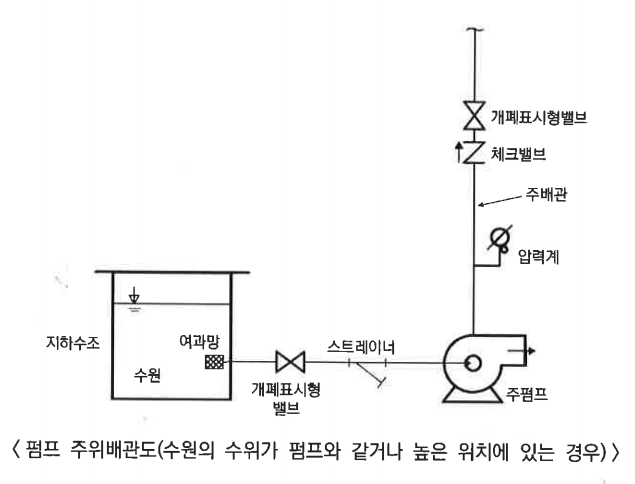 개폐표시형밸브
체크밸브
주배관
압력계
지하수조
여과망
수원
개폐표시형
밸브
스트레이너
주펌프
< 펌프 주위배관도(수원의 수위가 펌프와 같거나 높은 위치에 있는 경우) >